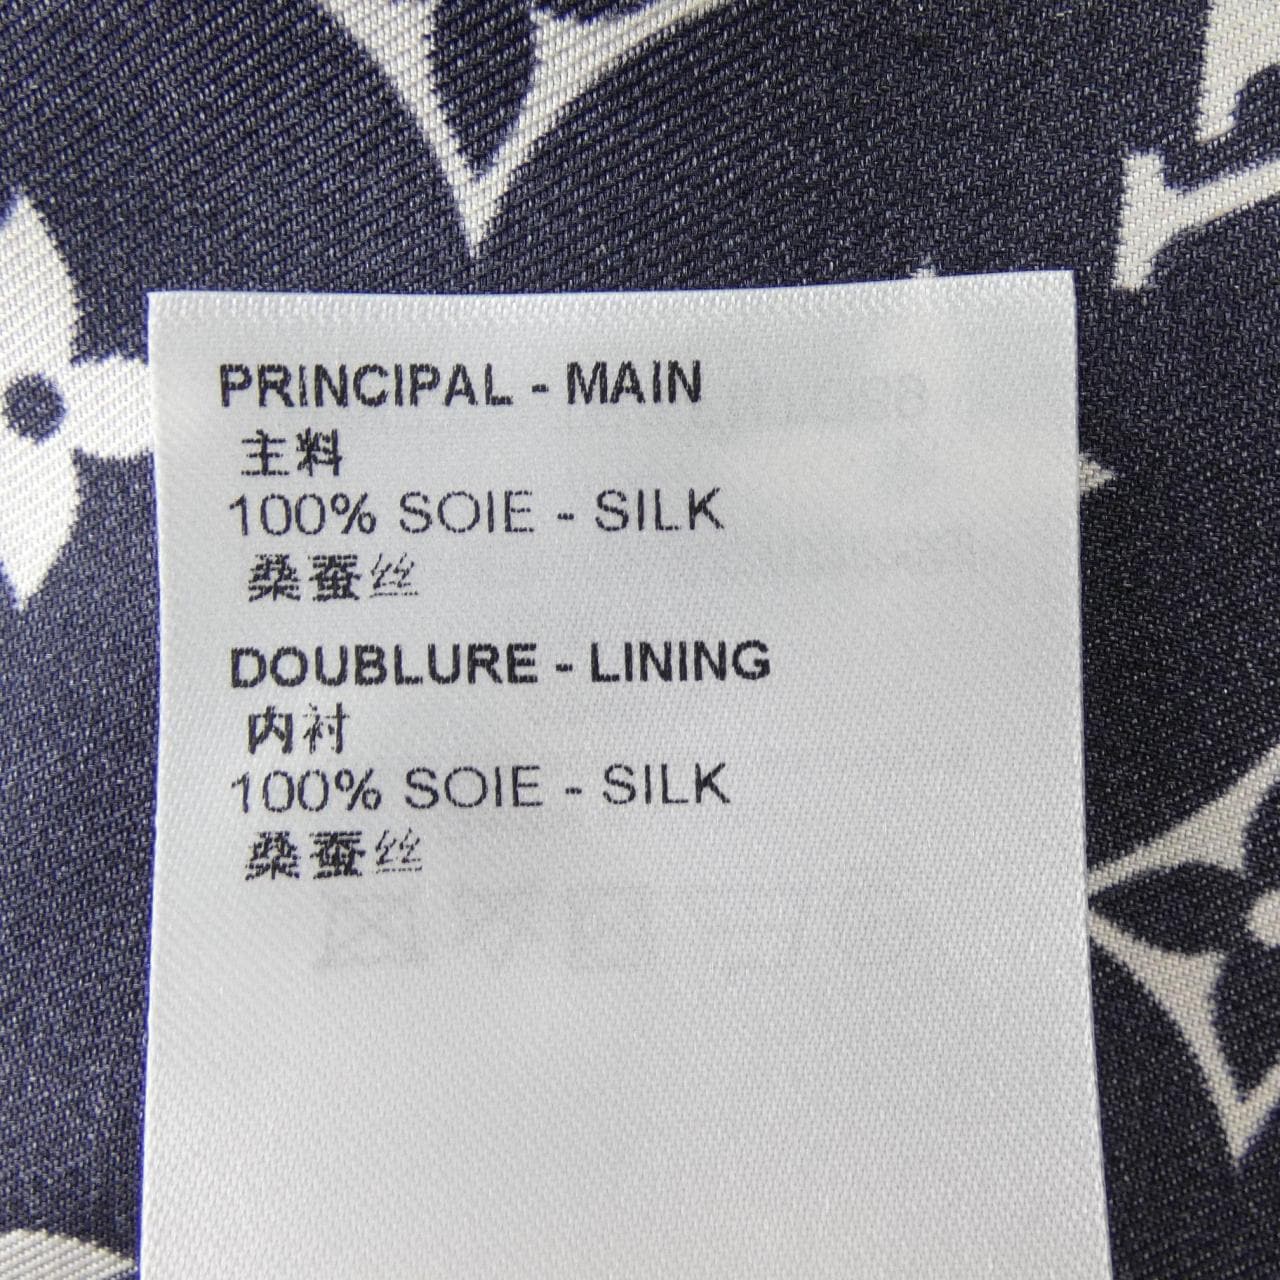 PRINCIPAL - MAIN
主料
100% SOIE - SILK
桑蚕丝
DOUBLURE - LINING
内衬
100% SOIE - SILK
桑蚕丝